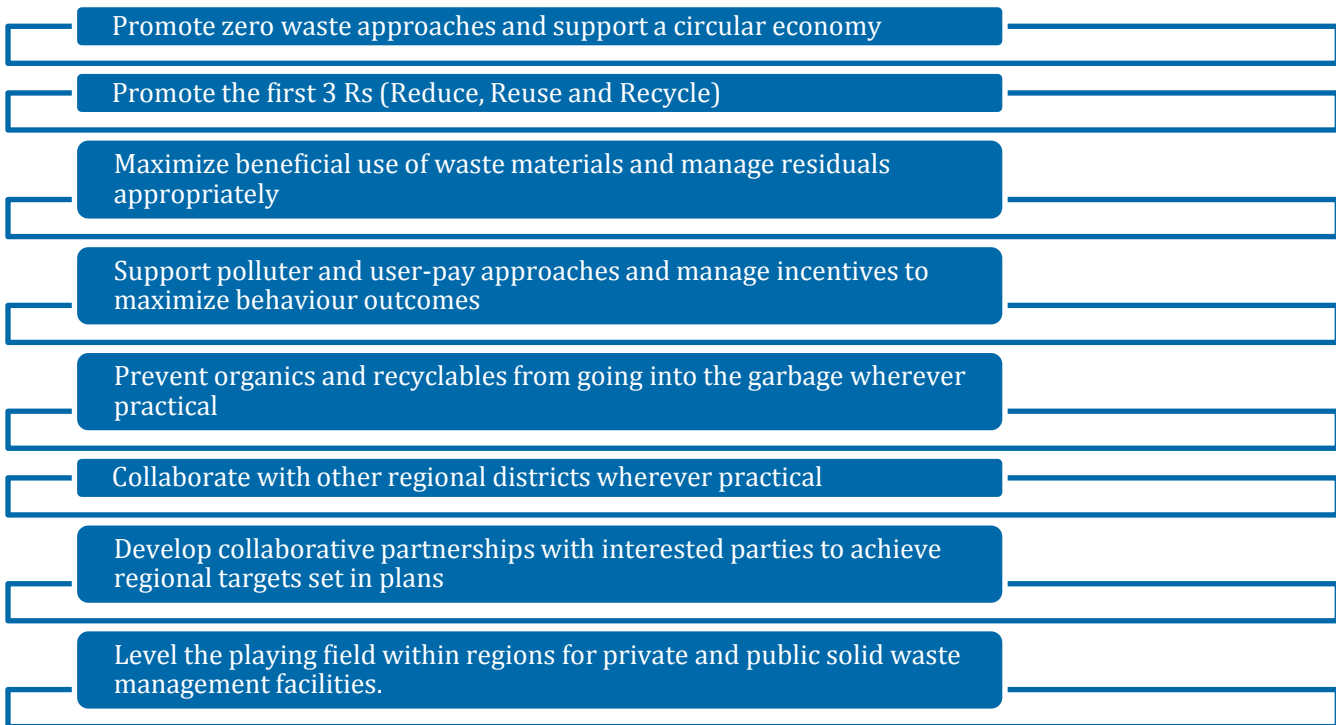 Promote zero waste approaches and support a circular economy
Promote the first 3 Rs (Reduce, Reuse and Recycle)
Maximize beneficial use of waste materials and manage residuals
appropriately
Support polluter and user-pay approaches and manage incentives to
maximize behaviour outcomes
Prevent organics and recyclables from going into the garbage wherever
practical
Collaborate with other regional districts wherever practical
Develop collaborative partnerships with interested parties to achieve
regional targets set in plans
Level the playing field within regions for private and public solid waste
management facilities.